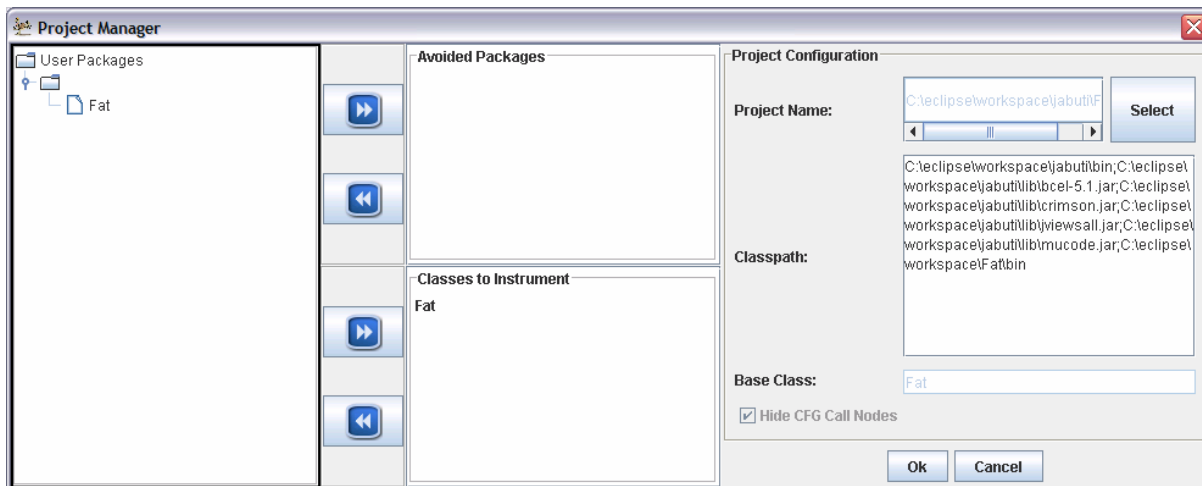 Project Manager
User Packages
Fat
Avoided Packages
Classes to Instrument
Fat
Project Configuration
Project Name:
C:\eclipse\workspace\jabuti\F
Select
Classpath:
C:\eclipse\workspace\jabuti\bin;C:\eclipse\
workspace\jabuti\lib\bcel-5.1.jar;C:\eclipse\
workspace\jabuti\lib\crimson.jar;C:\eclipse\
workspace\jabuti\lib\jviewsall.jar;C:\eclipse\
workspace\jabuti\lib\mucode.jar;C:\eclipse\
workspace\Fat\bin
Base Class:
Fat
Hide CFG Call Nodes
Ok
Cancel